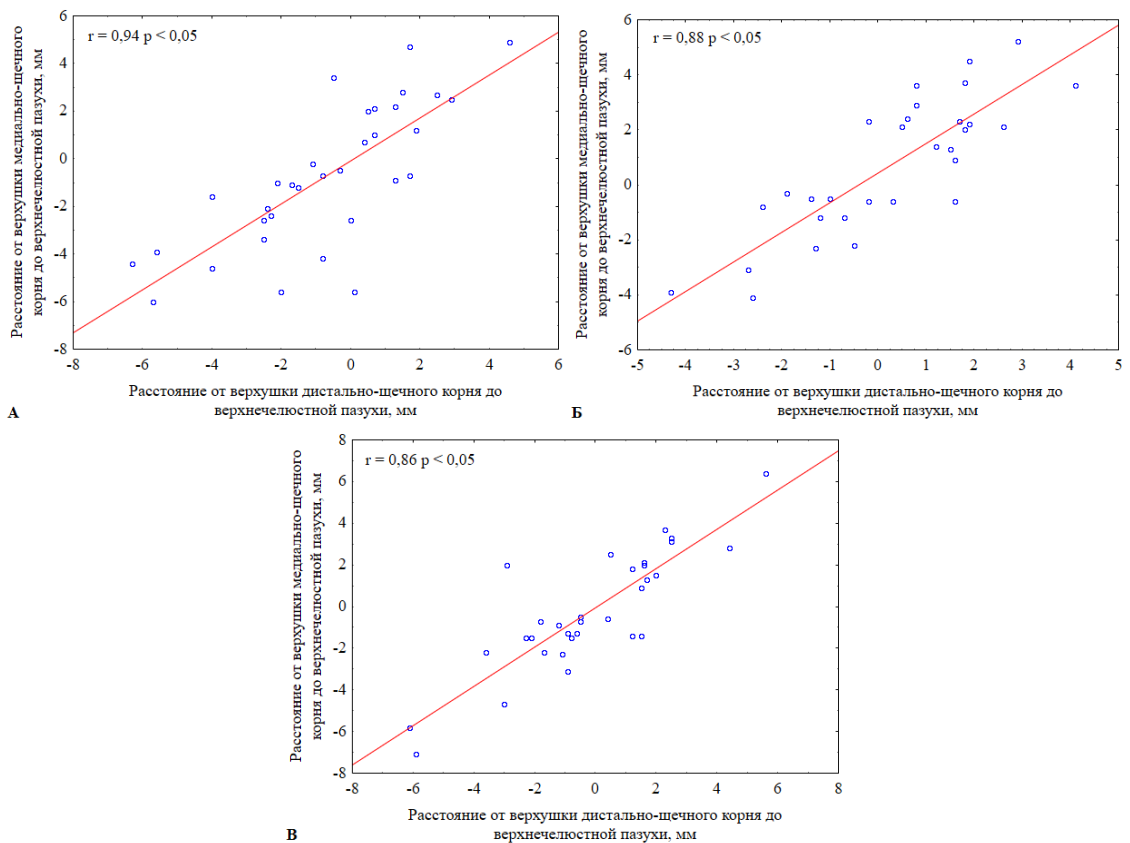 r = 0,94 p < 0,05
Расстояние от верхушки медиально-щечного
корня до верхнечелюстной пазухи, мм
6
4
2
0
-2
-4
-6
-8
-8
-6
-4
-2
0
2
4
6
Расстояние от верхушки дистально-щечного корня до
верхнечелюстной пазухи, мм
А
r = 0,88 p < 0,05
Расстояние от верхушки медиально-щечного
корня до верхнечелюстной пазухи, мм
6
4
2
0
-2
-4
-6
-5
-4
-3
-2
-1
0
1
2
3
4
5
Расстояние от верхушки дистально-щечного корня до
верхнечелюстной пазухи, мм
Б
r = 0,86 p < 0,05
Расстояние от верхушки медиально-щечного
корня до верхнечелюстной пазухи, мм
8
6
4
2
0
-2
-4
-6
-8
-8
-6
-4
-2
0
2
4
6
8
Расстояние от верхушки дистально-щечного корня до
верхнечелюстной пазухи, мм
В